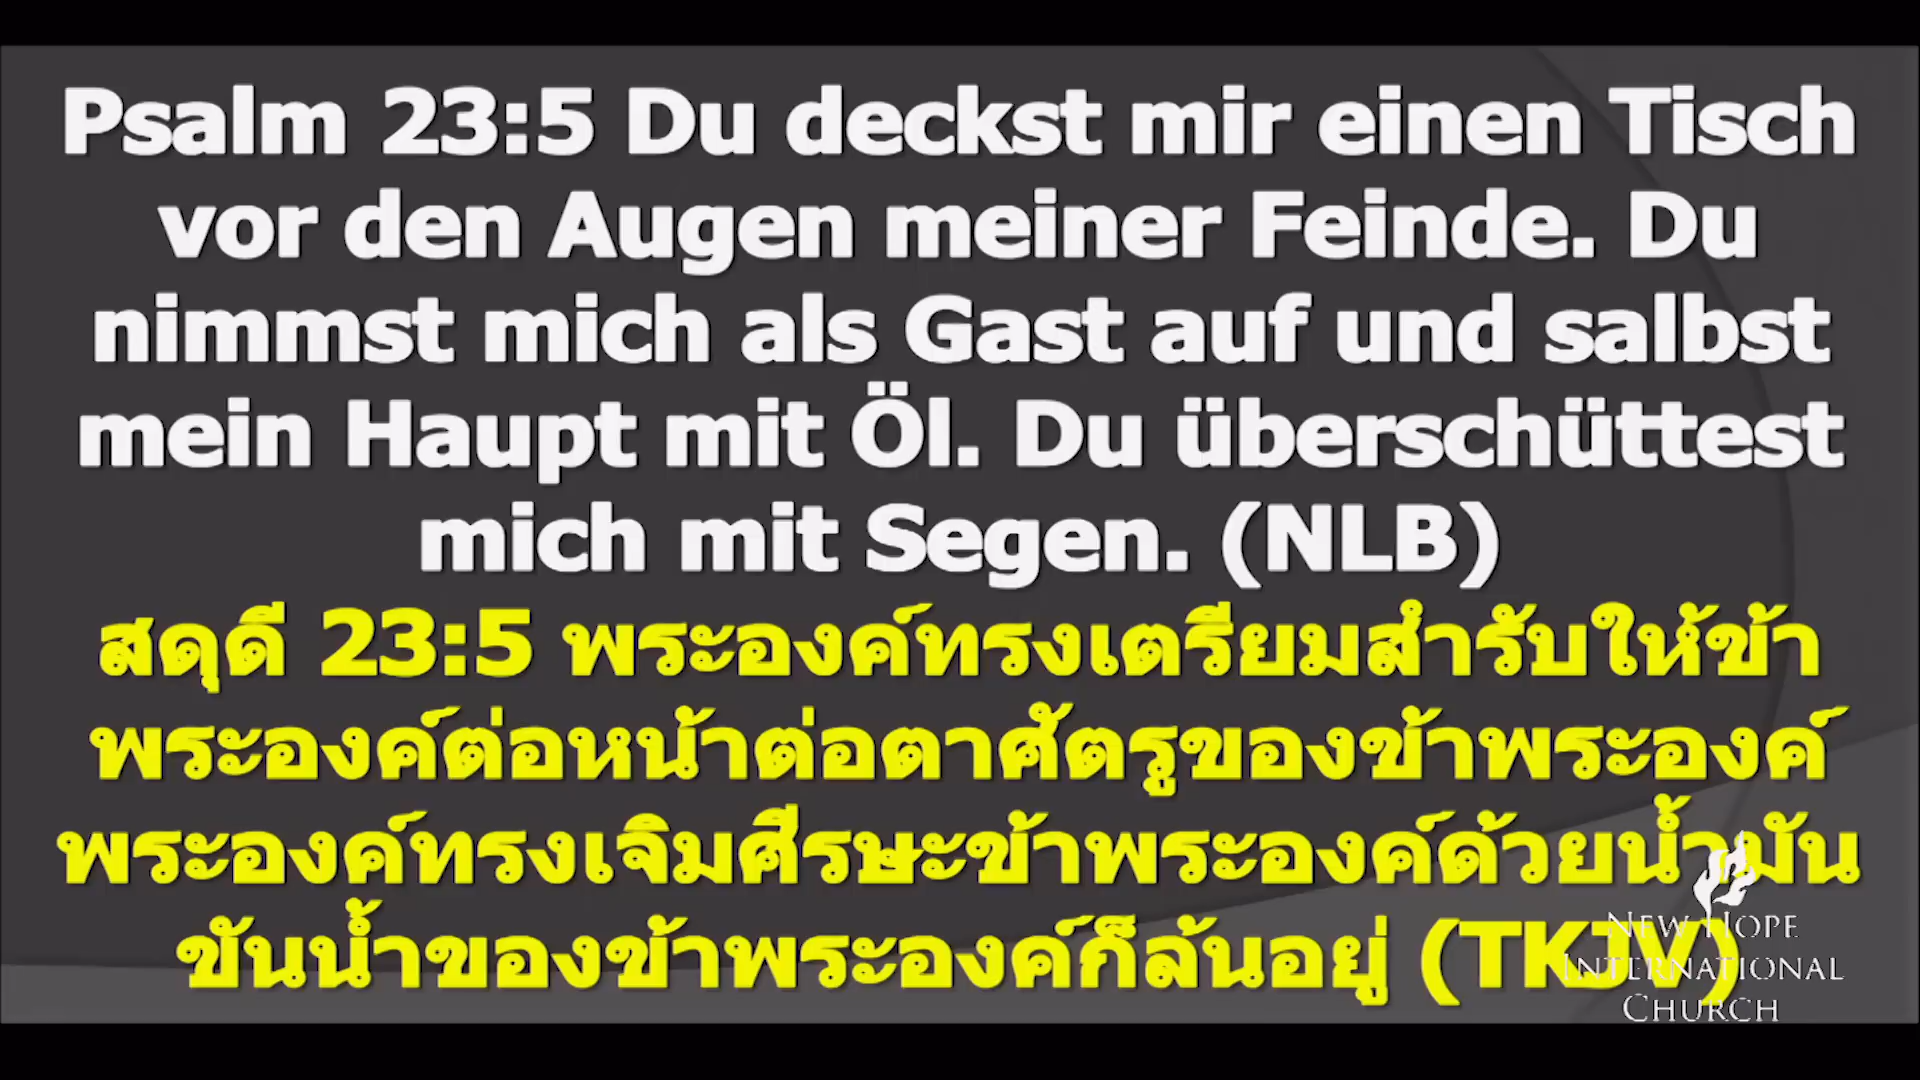 Psalm 23:5 Du deckst mir einen Tisch
vor den Augen meiner Feinde. Du
nimmst mich als Gast auf und salbst
mein Haupt mit Öl. Du überschüttest
mich mit Segen. (NLB)
สดุดี 23:5 พระองค์ทรงเตรียมสำรับให้ข้า
พระองค์ต่อหน้าต่อตาศัตรูของข้าพระองค์
พระองค์ทรงเจิมศีรษะข้าพระองค์ด้วยน้ำมัน
ขันน้ำของข้าพระองค์ก็ล้นอยู่ (TKJV)
NEW HOPE
INTERNATIONAL
CHURCH